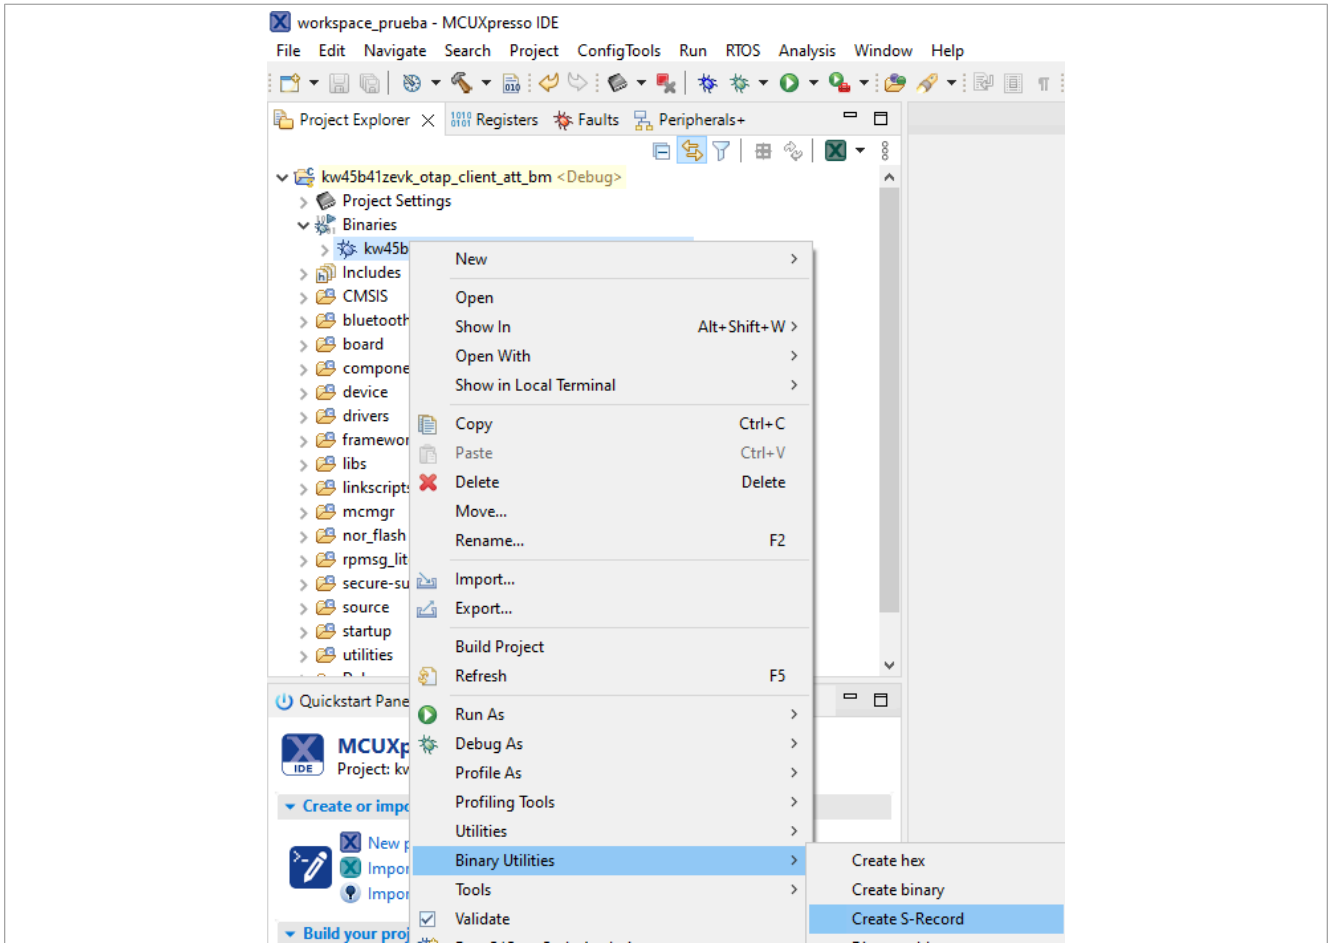 workspace_prueba - MCUXpresso IDE
File Edit Navigate Search Project ConfigTools Run RTOS Analysis Window Help
Project Explorer Registers Faults Peripherals+
kw45b41zevk_otap_client_att_bm <Debug>
Project Settings
Binaries
kw45b
Includes
CMSIS
bluetooth
board
compone
device
drivers
framewor
libs
linkscripts
mcmgr
nor_flash
rpmsg_lit
secure-su
source
startup
utilities
New
Open
Show In Alt+Shift+W
Open With
Show in Local Terminal
Copy Ctrl+C
Paste Ctrl+V
Delete Delete
Move...
Rename... F2
Import...
Export...
Build Project
Refresh F5
Run As
Debug As
Profile As
Profiling Tools
Utilities
Binary Utilities
Tools
Validate
Create hex
Create binary
Create S-Record
Quickstart Pane
MCUXp
IDE
Project: kw
Create or impo
New p
Impor
Impor
Build your proj